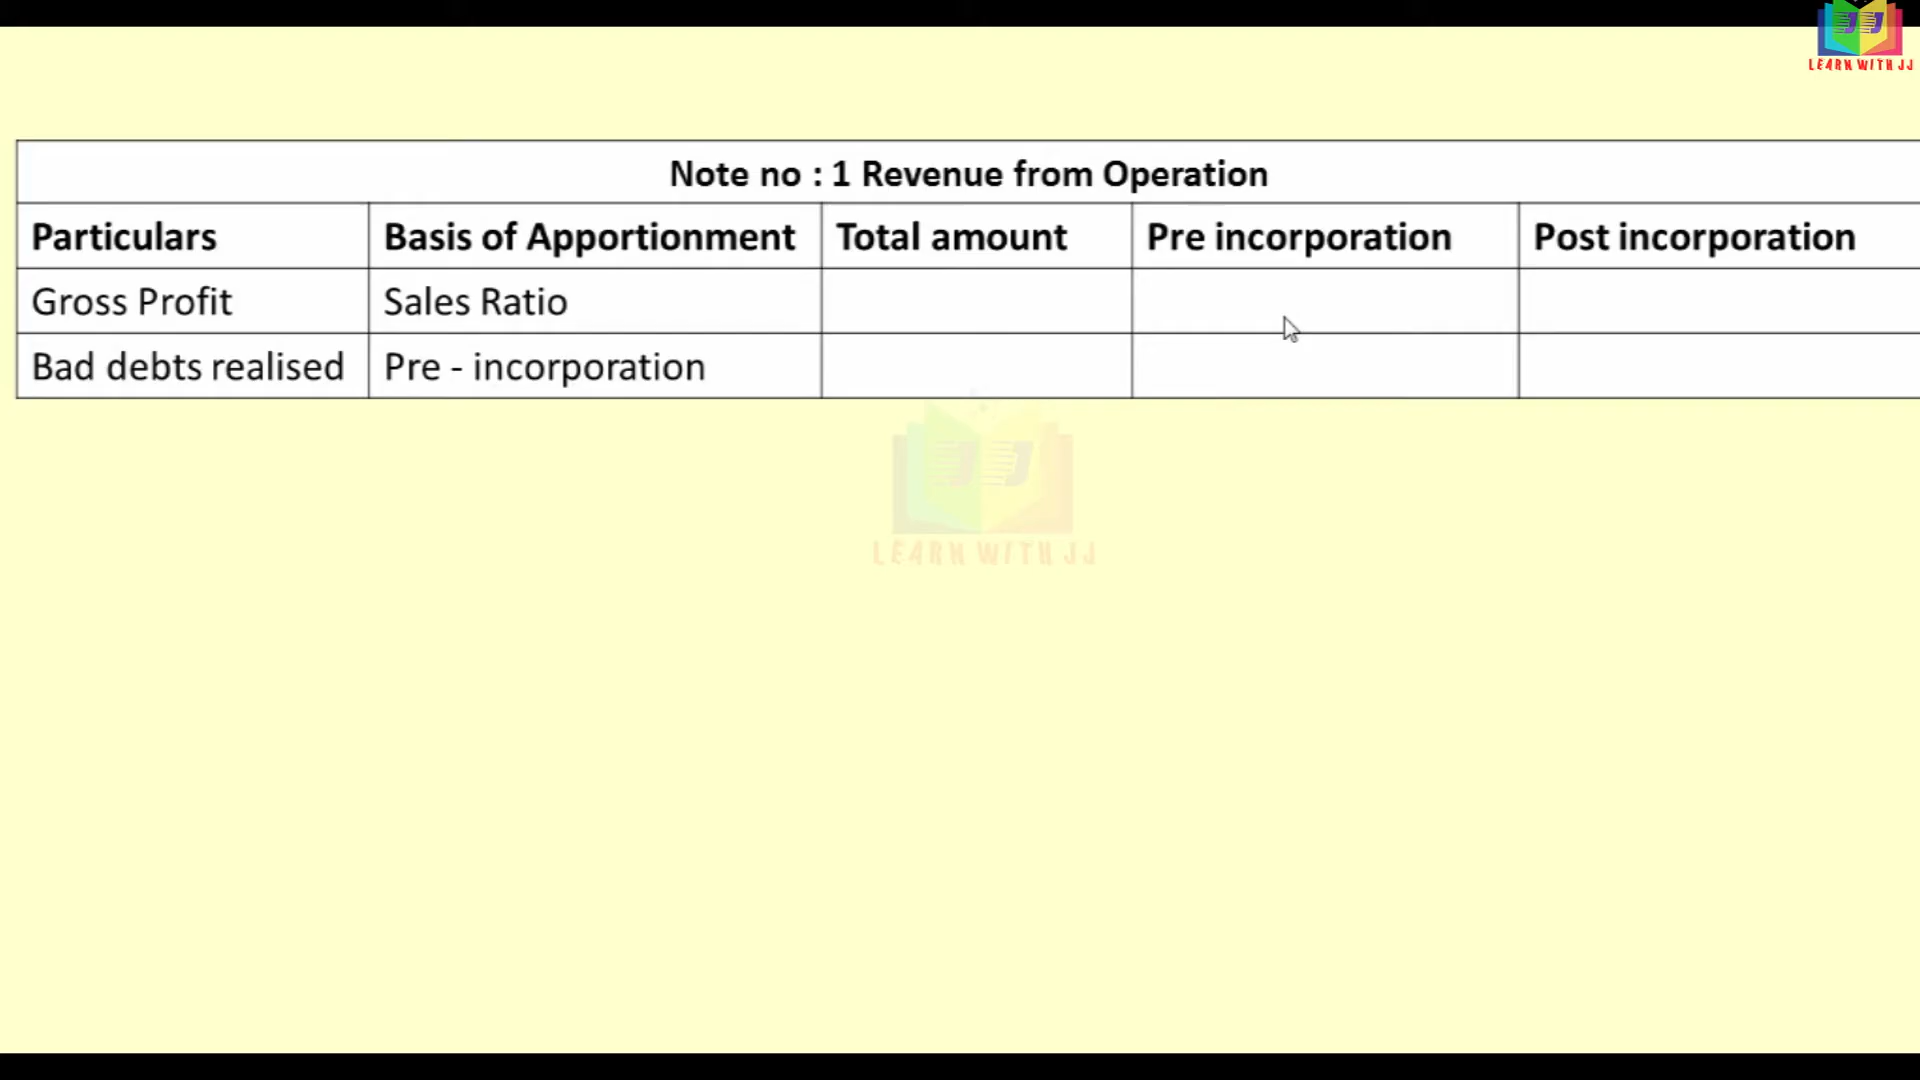 LEARN WITH JJ
Note no : 1 Revenue from Operation
Particulars Basis of Apportionment Total amount Pre incorporation Post incorporation
Gross Profit Sales Ratio
Bad debts realised Pre - incorporation
JJ
LEARN WITH JJ